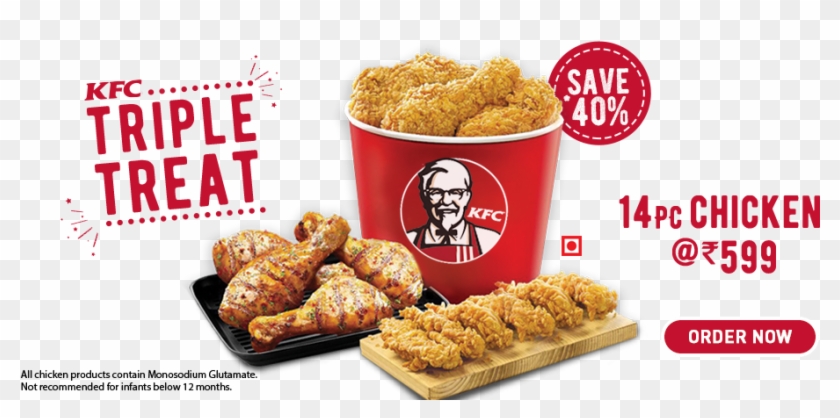 KFC
TRIPLE
TREAT
SAVE
40%
KFC
14PC CHICKEN
@₹599
ORDER NOW
All chicken products contain Monosodium Glutamate.
Not recommended for infants below 12 months.